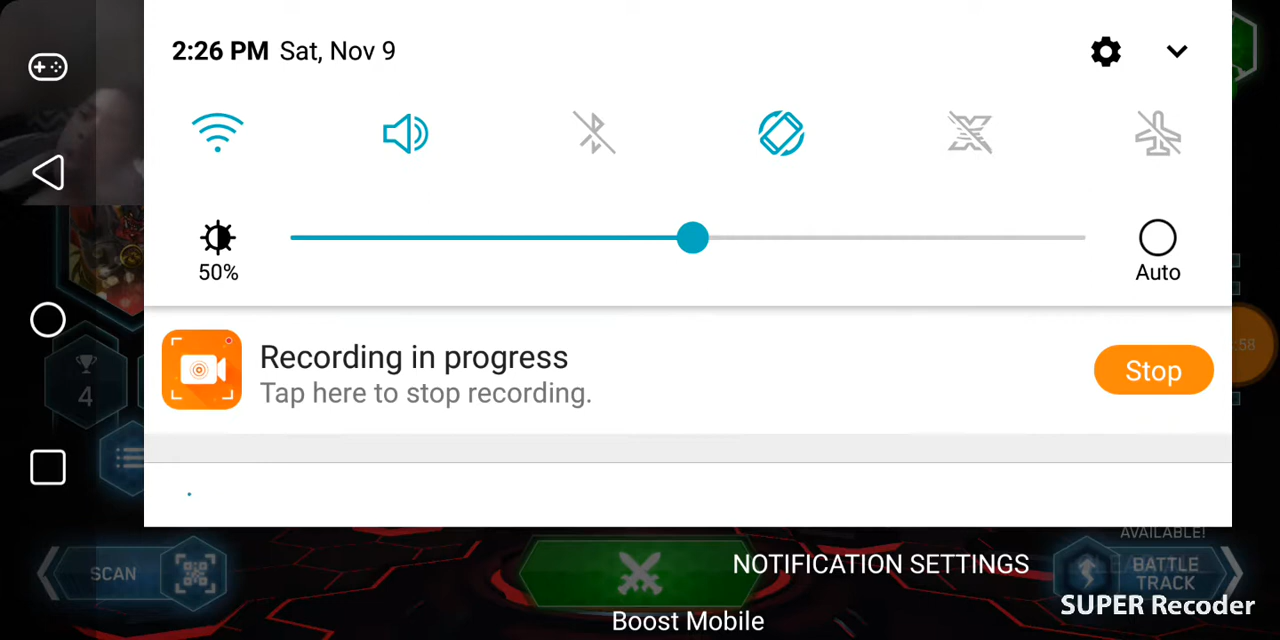 2:26 PM Sat, Nov 9
50%
Auto
Recording in progress
Tap here to stop recording.
Stop
:58
4
AVAILABLE!
SCAN
NOTIFICATION SETTINGS
BATTLE
TRACK
SUPER Recoder
Boost Mobile